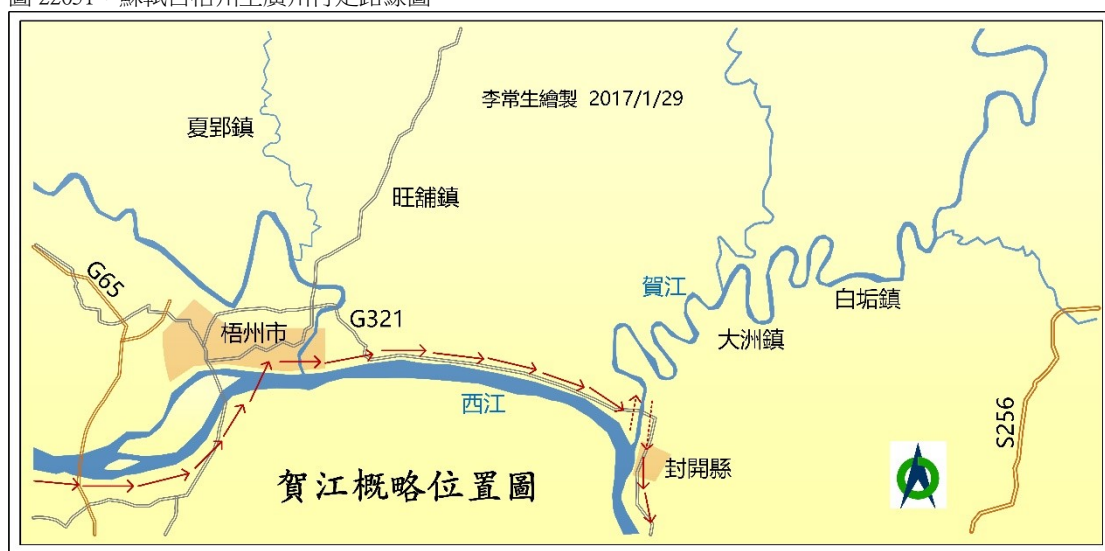 李常生繪製 2017/1/29
夏郢鎮
旺舖鎮
G65
賀江
白垢鎮
梧州市
G321
大洲鎮
西江
S256
封開縣
賀江概略位置圖